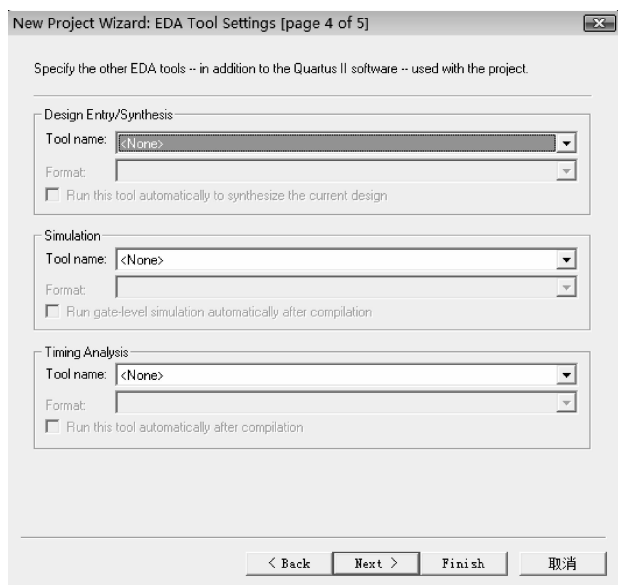 New Project Wizard: EDA Tool Settings [page 4 of 5]
Specify the other EDA tools -- in addition to the Quartus II software -- used with the project.
Design Entry/Synthesis
Tool name: <None>
Format:
Run this tool automatically to synthesize the current design
Simulation
Tool name: <None>
Format:
Run gate-level simulation automatically after compilation
Timing Analysis
Tool name: <None>
Format:
Run this tool automatically after compilation
< Back Next > Finish 取消